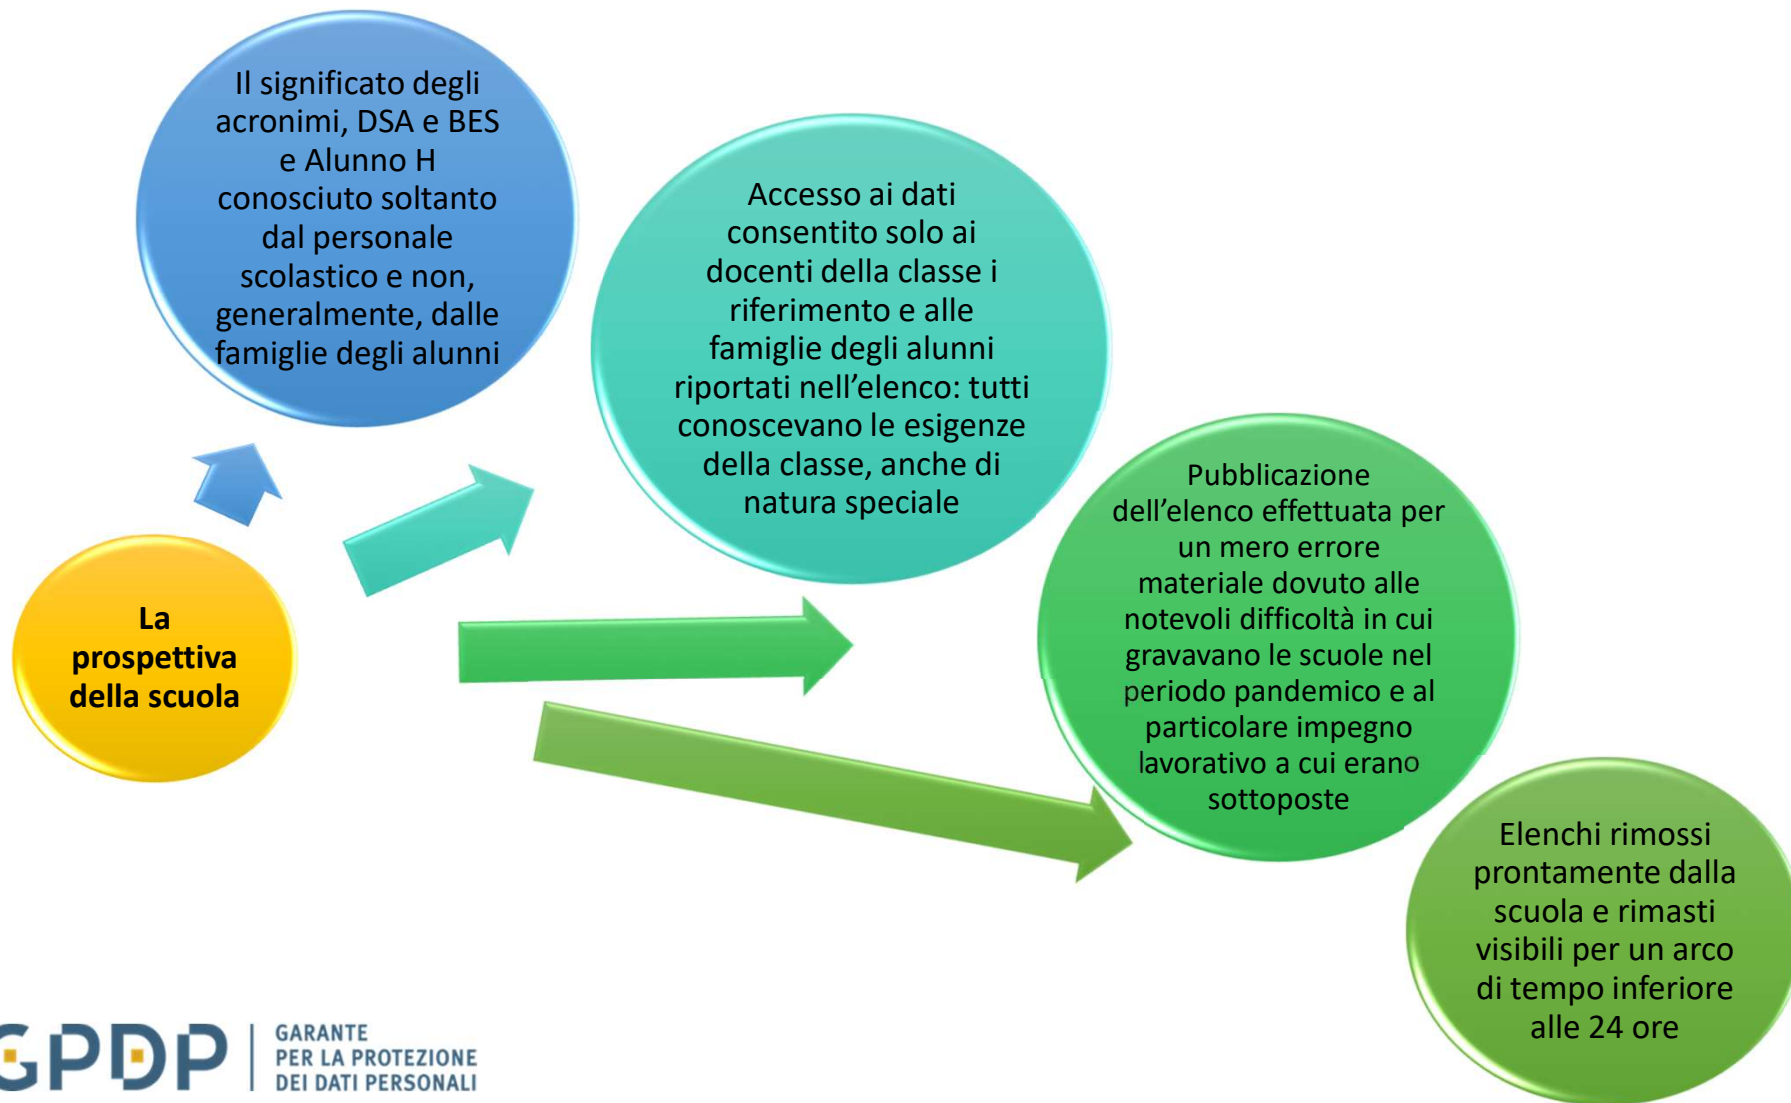 Il significato degli
acronimi, DSA e BES
e Alunno H
conosciuto soltanto
dal personale
scolastico e non,
generalmente, dalle
famiglie degli alunni
Accesso ai dati
consentito solo ai
docenti della classe i
riferimento e alle
famiglie degli alunni
riportati nell’elenco: tutti
conoscevano le esigenze
della classe, anche di
natura speciale
Pubblicazione
dell’elenco effettuata per
un mero errore
materiale dovuto alle
notevoli difficoltà in cui
gravavano le scuole nel
periodo pandemico e al
particolare impegno
lavorativo a cui erano
sottoposte
La
prospettiva
della scuola
Elenchi rimossi
prontamente dalla
scuola e rimasti
visibili per un arco
di tempo inferiore
alle 24 ore
GPDP
GARANTE
PER LA PROTEZIONE
DEI DATI PERSONALI